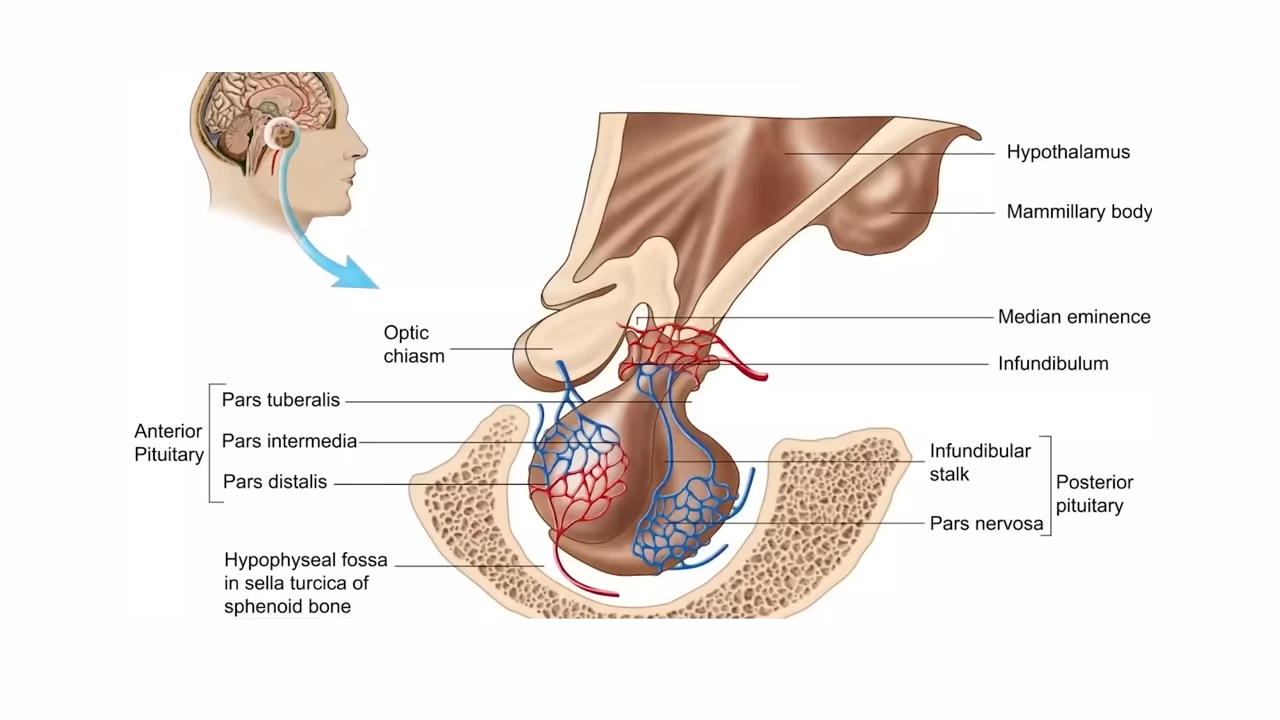 Hypothalamus
Mammillary body
Median eminence
Infundibulum
Optic
chiasm
Anterior
Pituitary
Pars tuberalis
Pars intermedia
Pars distalis
Infundibular
stalk
Pars nervosa
Posterior
pituitary
Hypophyseal fossa
in sella turcica of
sphenoid bone